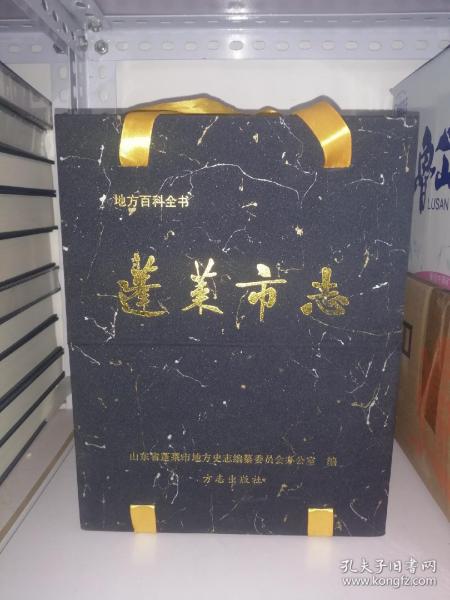 地方百科全书
蓬莱市志
山东省蓬莱市地方史志编纂委员会办公室 编
方志出版社
LUSAN
孔夫子旧书网
www.kongfz.com